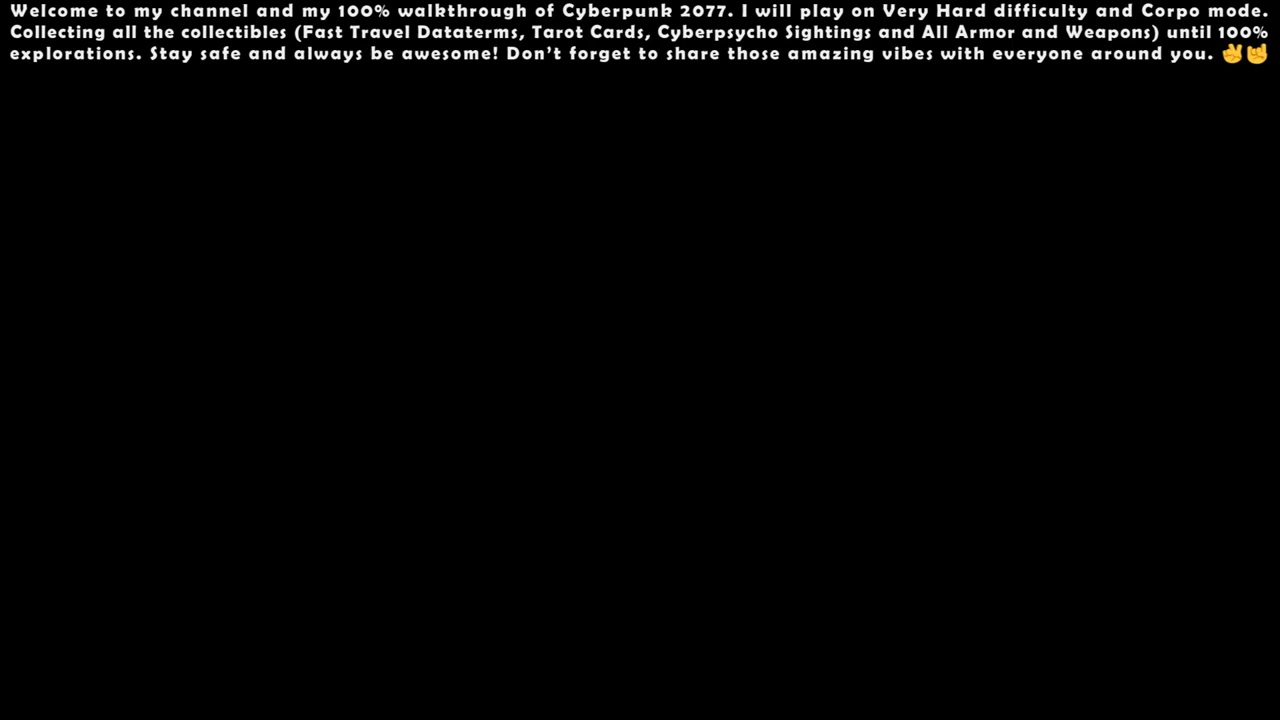 Welcome to my channel and my 100% walkthrough of Cyberpunk 2077. I will play on Very Hard difficulty and Corpo mode.
Collecting all the collectibles (Fast Travel Dataterms, Tarot Cards, Cyberpsycho Sightings and All Armor and Weapons) until 100%
explorations. Stay safe and always be awesome! Don’t forget to share those amazing vibes with everyone around you. ✌️🤘